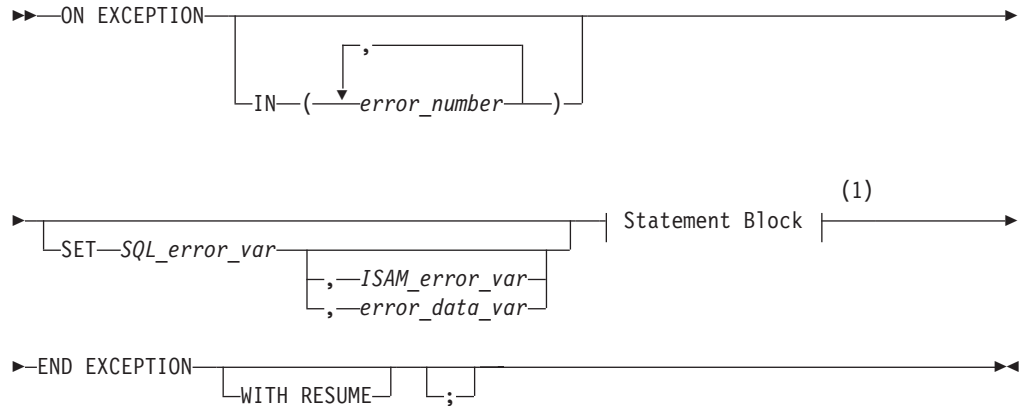 ON EXCEPTION
,
IN ( error_number )
(1)
Statement Block
SET SQL_error_var
, ISAM_error_var
, error_data_var
END EXCEPTION
WITH RESUME ;